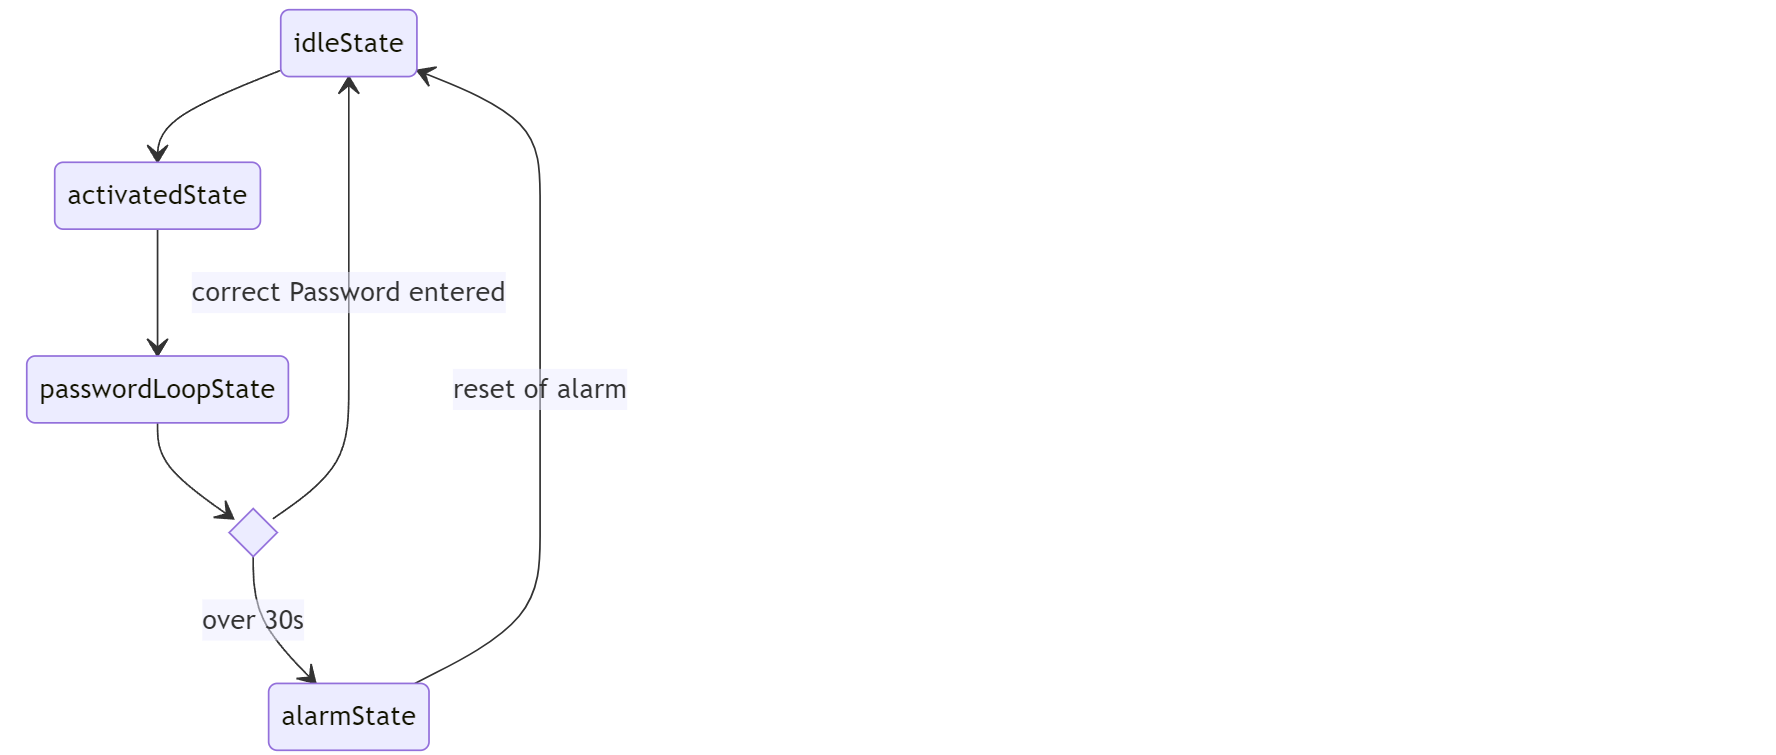 idleState
activatedState
correct Password entered
passwordLoopState
reset of alarm
over 30s
alarmState